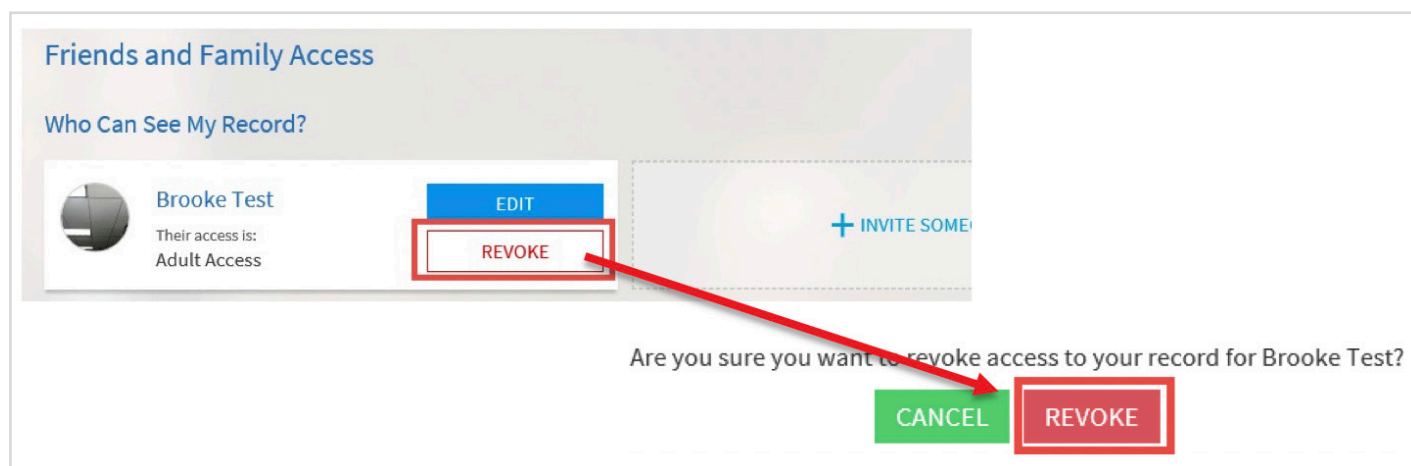 Friends and Family Access
Who Can See My Record?
Brooke Test
Their access is:
Adult Access
EDIT
REVOKE
+ INVITE
Are you sure you want to revoke access to your record for Brooke Test?
CANCEL
REVOKE